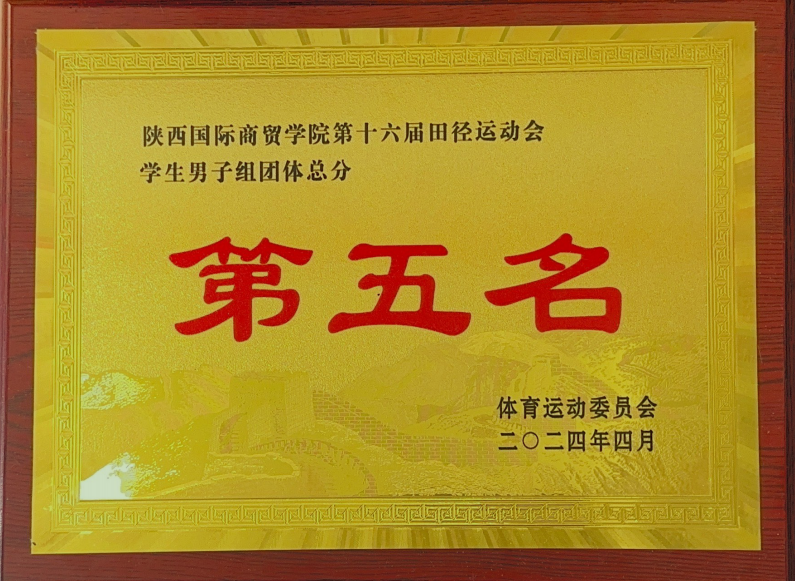 陕西国际商贸学院第十六届田径运动会
学生男子组团体总分
第五名
体育运动委员会
二〇二四年四月